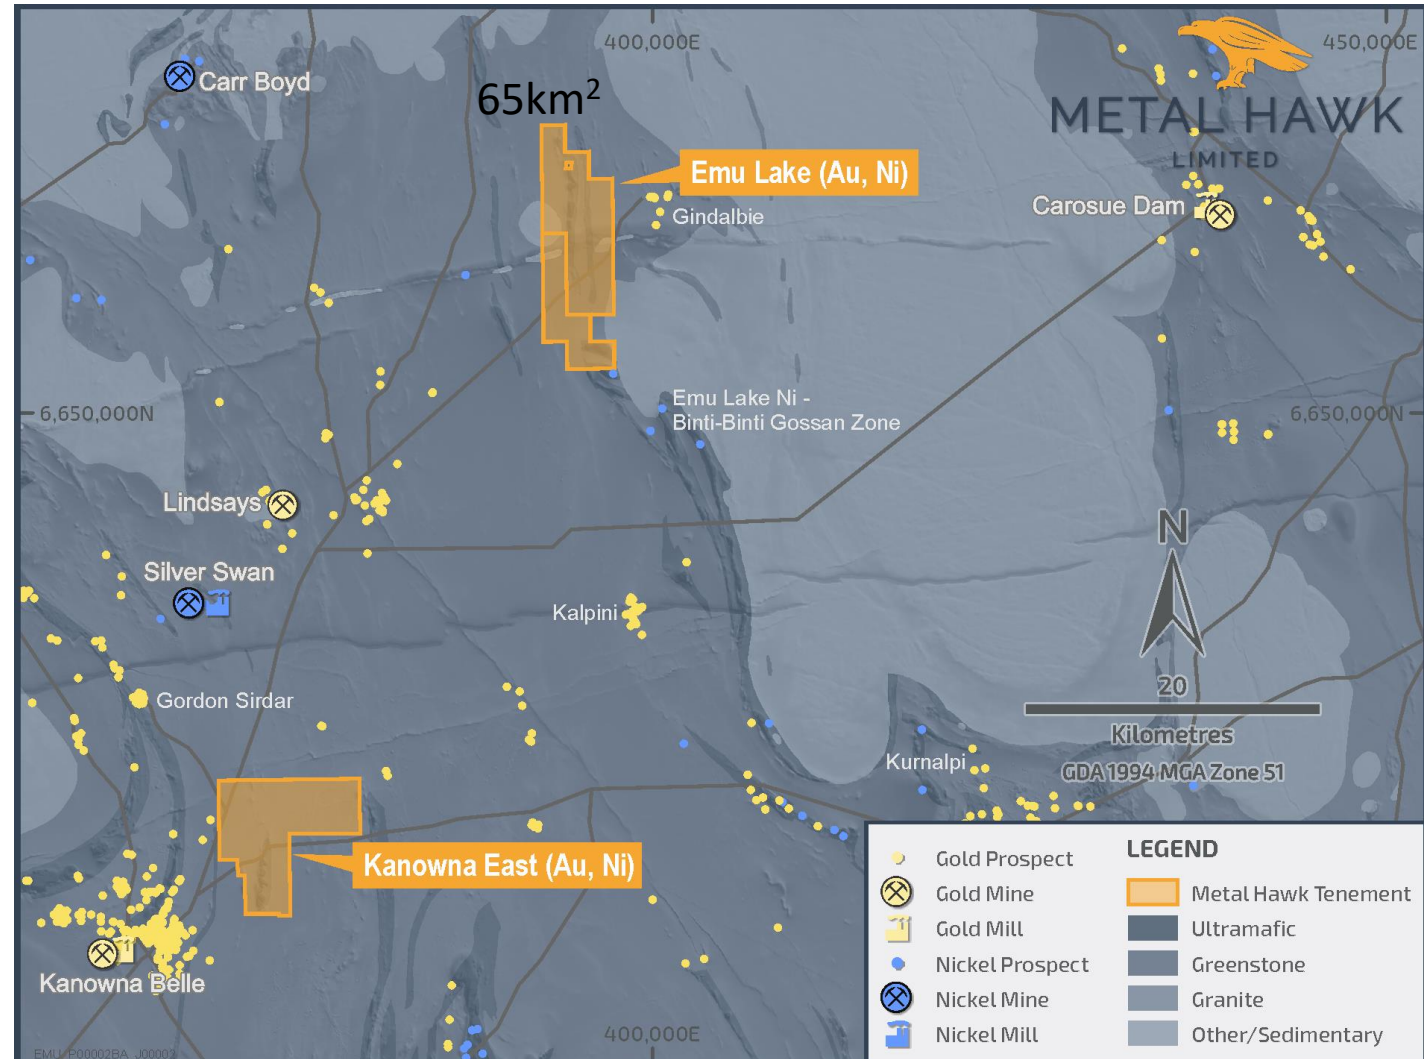 400,000E
450,000E
METAL HAWK
LIMITED
Carr Boyd
65km²
Emu Lake (Au, Ni)
Gindalbie
Carosue Dam
6,650,000N
6,650,000N
Emu Lake Ni -
Binti-Binti Gossan Zone
Lindsays
N
Silver Swan
Kalpini
Gordon Sirdar
20
Kilometres
GDA 1994 MGA Zone 51
Kurnalpi
Kanowna East (Au, Ni)
Kanowna Belle
400,000E
LEGEND
Gold Prospect
Gold Mine
Gold Mill
Nickel Prospect
Nickel Mine
Nickel Mill
Metal Hawk Tenement
Ultramafic
Greenstone
Granite
Other/Sedimentary